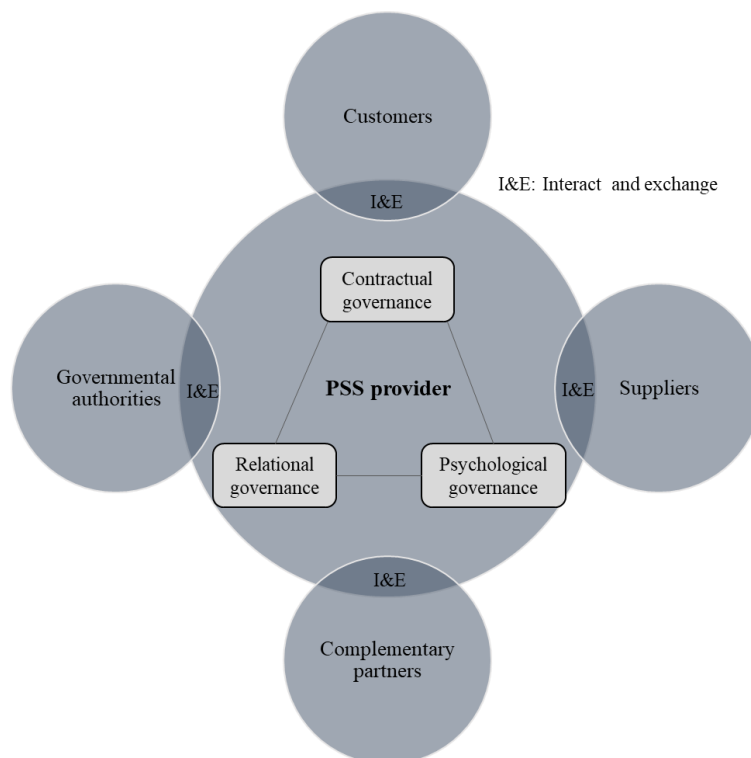 Customers
I&E
I&E: Interact and exchange
Contractual
governance
Governmental
authorities
I&E
PSS provider
I&E
Suppliers
Relational
governance
Psychological
governance
I&E
Complementary
partners